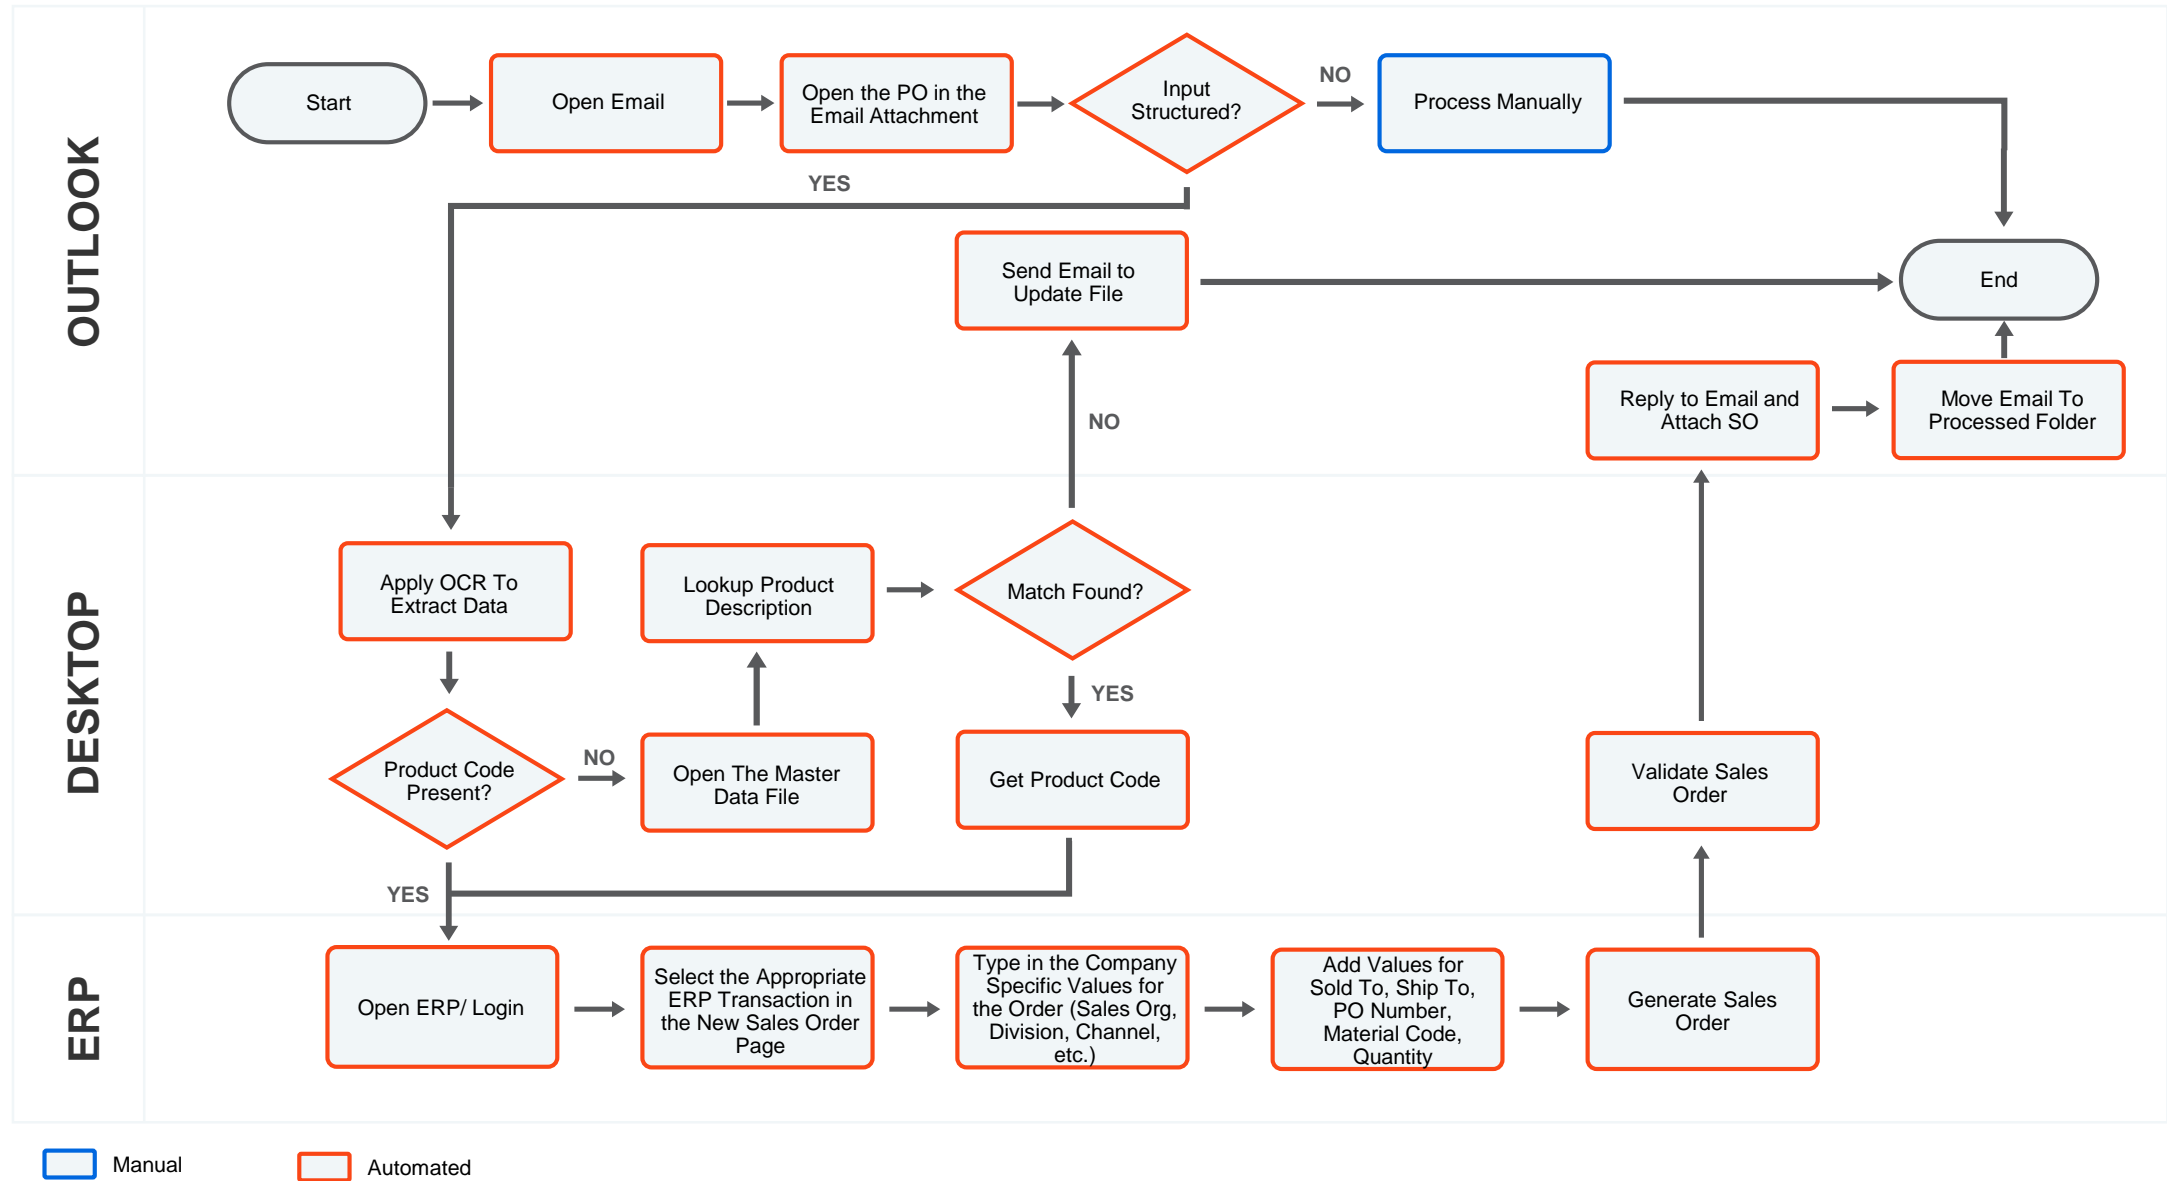 OUTLOOK
Start
Open Email
Open the PO in the
Email Attachment
Input
Structured?
NO
Process Manually
YES
Send Email to
Update File
End
NO
Reply to Email and
Attach SO
Move Email To
Processed Folder
DESKTOP
Apply OCR To
Extract Data
Lookup Product
Description
Match Found?
YES
Product Code
Present?
NO
Open The Master
Data File
Get Product Code
Validate Sales
Order
YES
ERP
Open ERP/ Login
Select the Appropriate
ERP Transaction in
the New Sales Order
Page
Type in the Company
Specific Values for
the Order (Sales Org,
Division, Channel,
etc.)
Add Values for
Sold To, Ship To,
PO Number,
Material Code,
Quantity
Generate Sales
Order
Manual
Automated